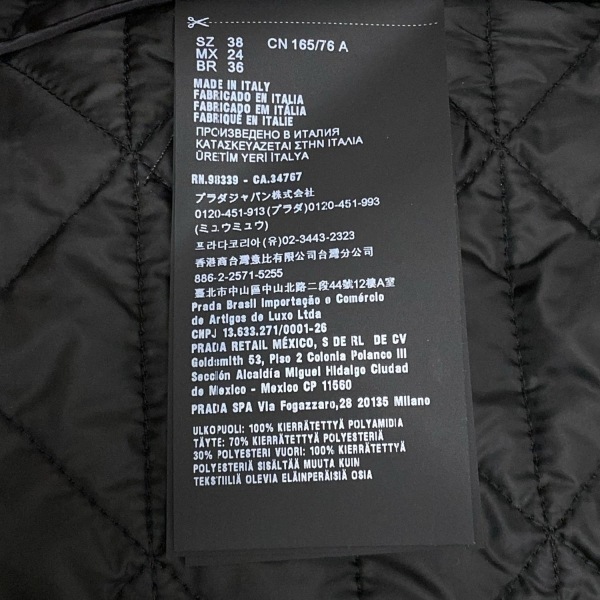 SZ 38 CN 165/76 A
MX 24
BR 36
MADE IN ITALY
FABRICADO EN ITALIA
FABRICADO EM ITÁLIA
FABRIQUÉ EN ITALIE
ПРОИЗВЕДЕНО В ИТАЛИЯ
ΚΑΤΑΣΚΕΥΑΖΕΤΑΙ ΣΤΗΝ ΙΤΑΛΙΑ
ÜRETİM YERİ İTALYA
RN.98339 - CA.34767
プラダジャパン株式会社
0120-451-913(プラダ)0120-451-993
(ミュウミュウ)
프라다코리아(유)02-3443-2323
香港商台灣壹比有限公司台灣分公司
886-2-2571-5255
臺北市中山區中山北路二段44號12樓A室
Prada Brasil Importação e Comércio
de Artigos de Luxo Ltda
CNPJ 13.633.271/0001-26
PRADA RETAIL MÉXICO, S DE RL DE CV
Goldsmith 53, Piso 2 Colonia Polanco III
Sección Alcaldía Miguel Hidalgo Ciudad
de Mexico - Mexico CP 11560
PRADA SPA Via Fogazzaro,28 20135 Milano
ULKOPUOLI: 100% KIERRÄTETTYÄ POLYAMIDIA
TÄYTE: 70% KIERRÄTETTYÄ POLYESTERIÄ
30% POLYESTERI VUORI: 100% KIERRÄTETTYÄ
POLYESTERIÄ SISÄLTÄÄ MUUTA KUIN
TEKSTIILIÄ OLEVIA ELÄINPERÄISIÄ OSIA